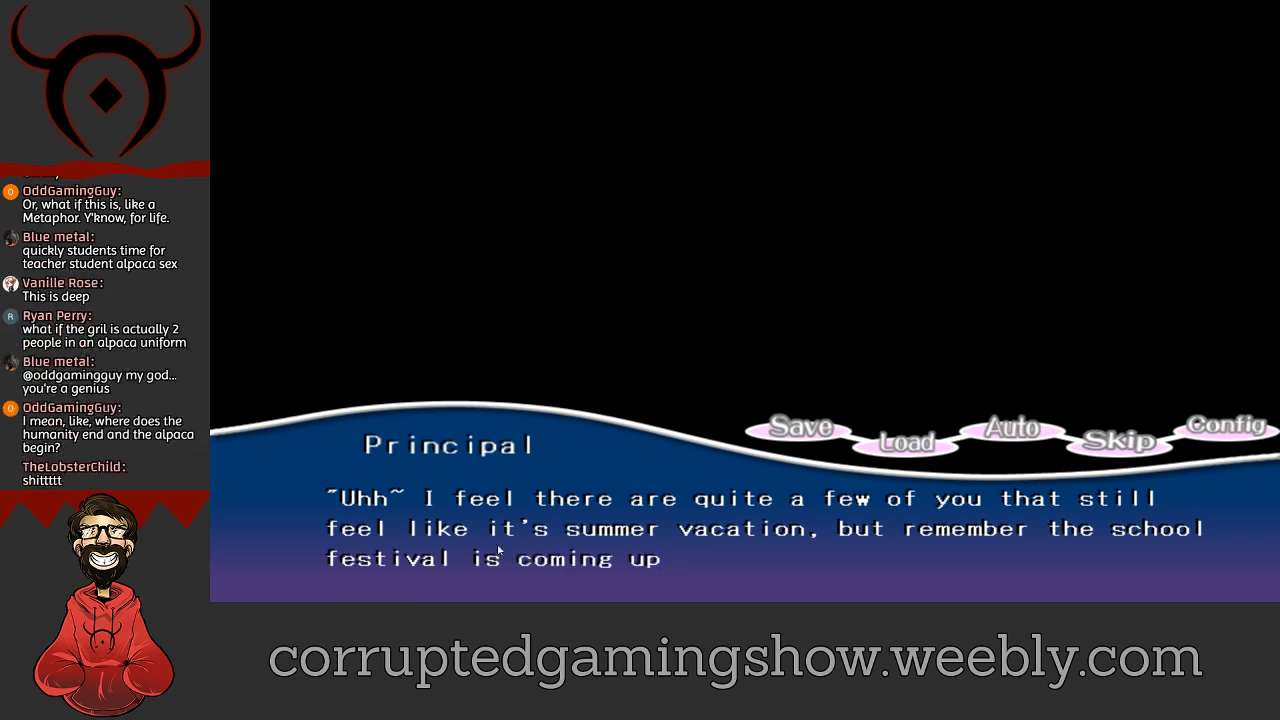 OddGamingGuy:
Or, what if this is, like a
Metaphor. Y'know, for life.
Blue metal:
quickly students time for
teacher student alpaca sex
Vanille Rose:
This is deep
R
Ryan Perry:
what if the gril is actually 2
people in an alpaca uniform
Blue metal:
@oddgamingguy my god...
you're a genius
OddGamingGuy:
I mean, like, where does the
humanity end and the alpaca
begin?
TheLobsterChild:
shittttt
Save
Load
Auto
Skip
Config
Principal
"Uhh~ I feel there are quite a few of you that still
feel like it's summer vacation, but remember the school
festival is coming up
corruptedgamingshow.weebly.com